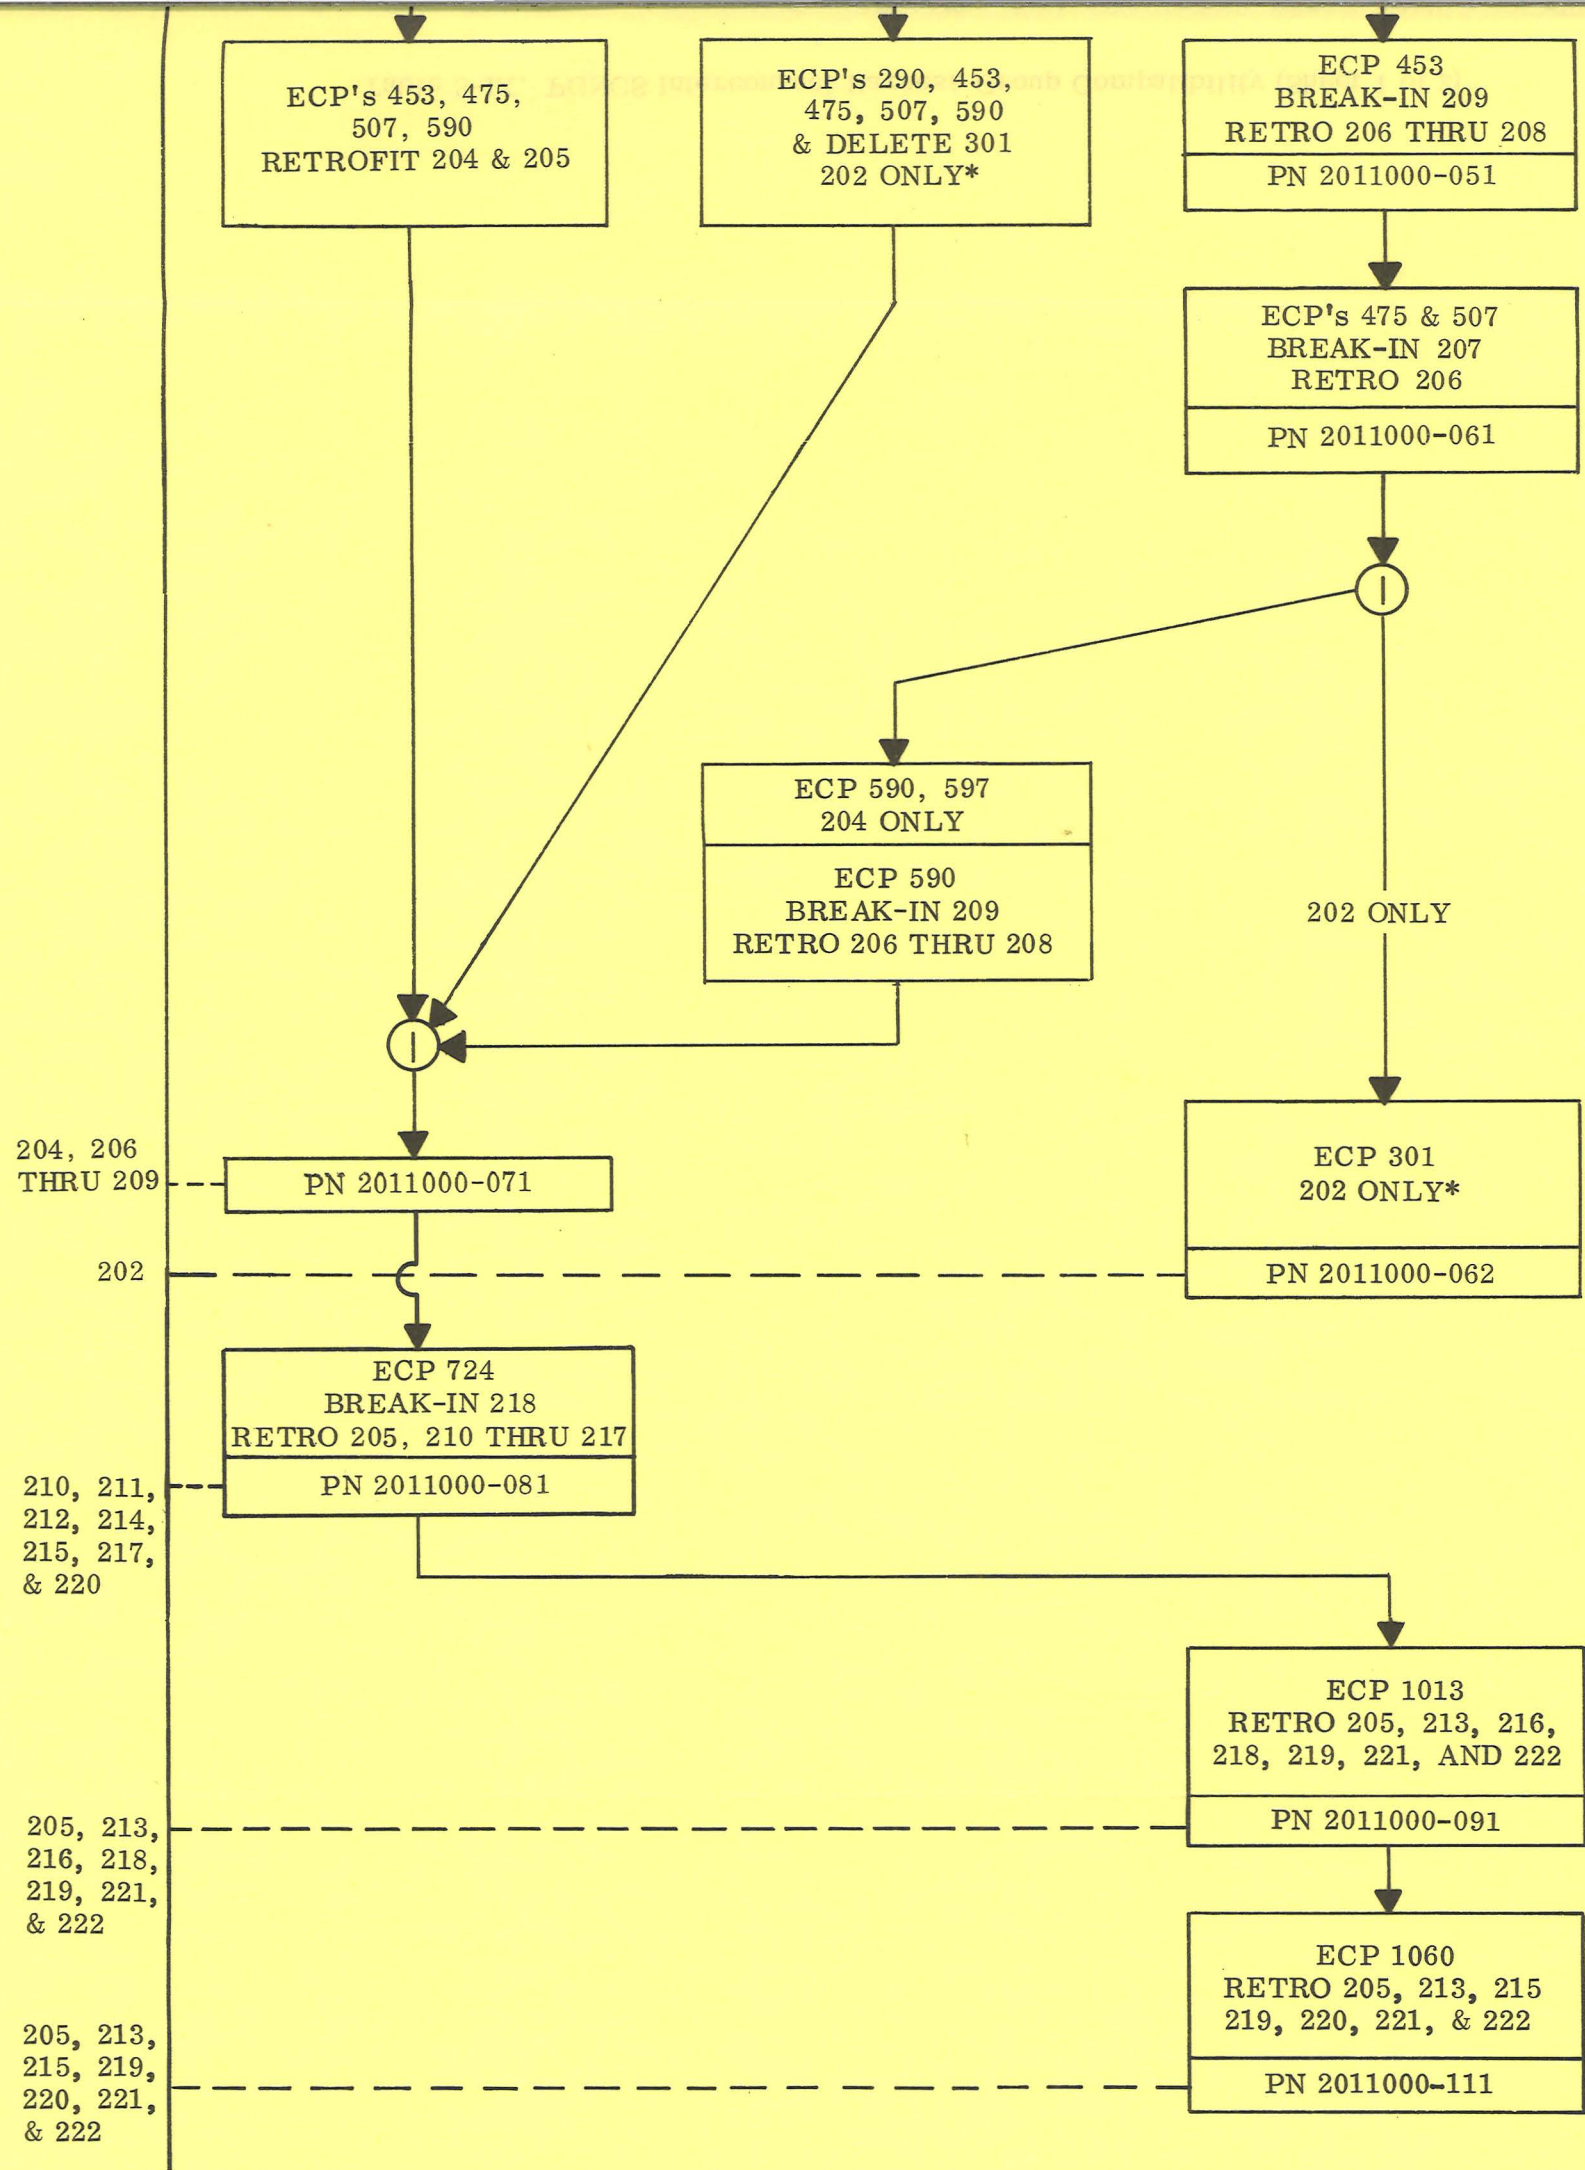 ECP's 453, 475,
507, 590
RETROFIT 204 & 205
ECP's 290, 453,
475, 507, 590
& DELETE 301
202 ONLY*
ECP 453
BREAK-IN 209
RETRO 206 THRU 208
PN 2011000-051
ECP's 475 & 507
BREAK-IN 207
RETRO 206
PN 2011000-061
ECP 590, 597
204 ONLY
ECP 590
BREAK-IN 209
RETRO 206 THRU 208
202 ONLY
204, 206
THRU 209
PN 2011000-071
ECP 301
202 ONLY*
202
PN 2011000-062
ECP 724
BREAK-IN 218
RETRO 205, 210 THRU 217
PN 2011000-081
210, 211,
212, 214,
215, 217,
& 220
ECP 1013
RETRO 205, 213, 216,
218, 219, 221, AND 222
PN 2011000-091
205, 213,
216, 218,
219, 221,
& 222
ECP 1060
RETRO 205, 213, 215
219, 220, 221, & 222
PN 2011000-111
205, 213,
215, 219,
220, 221,
& 222